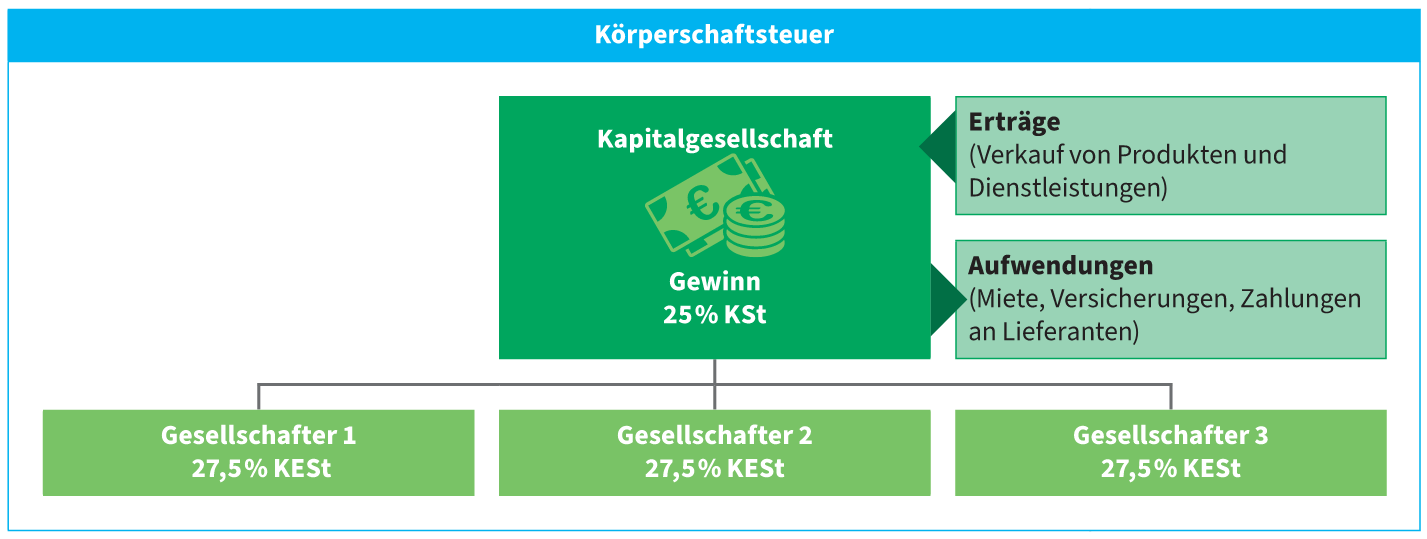 Körperschaftsteuer
Kapitalgesellschaft
€
€
Gewinn
25% KSt
Erträge
(Verkauf von Produkten und
Dienstleistungen)
Aufwendungen
(Miete, Versicherungen, Zahlungen
an Lieferanten)
Gesellschafter 1
27,5% KESt
Gesellschafter 2
27,5% KESt
Gesellschafter 3
27,5% KESt